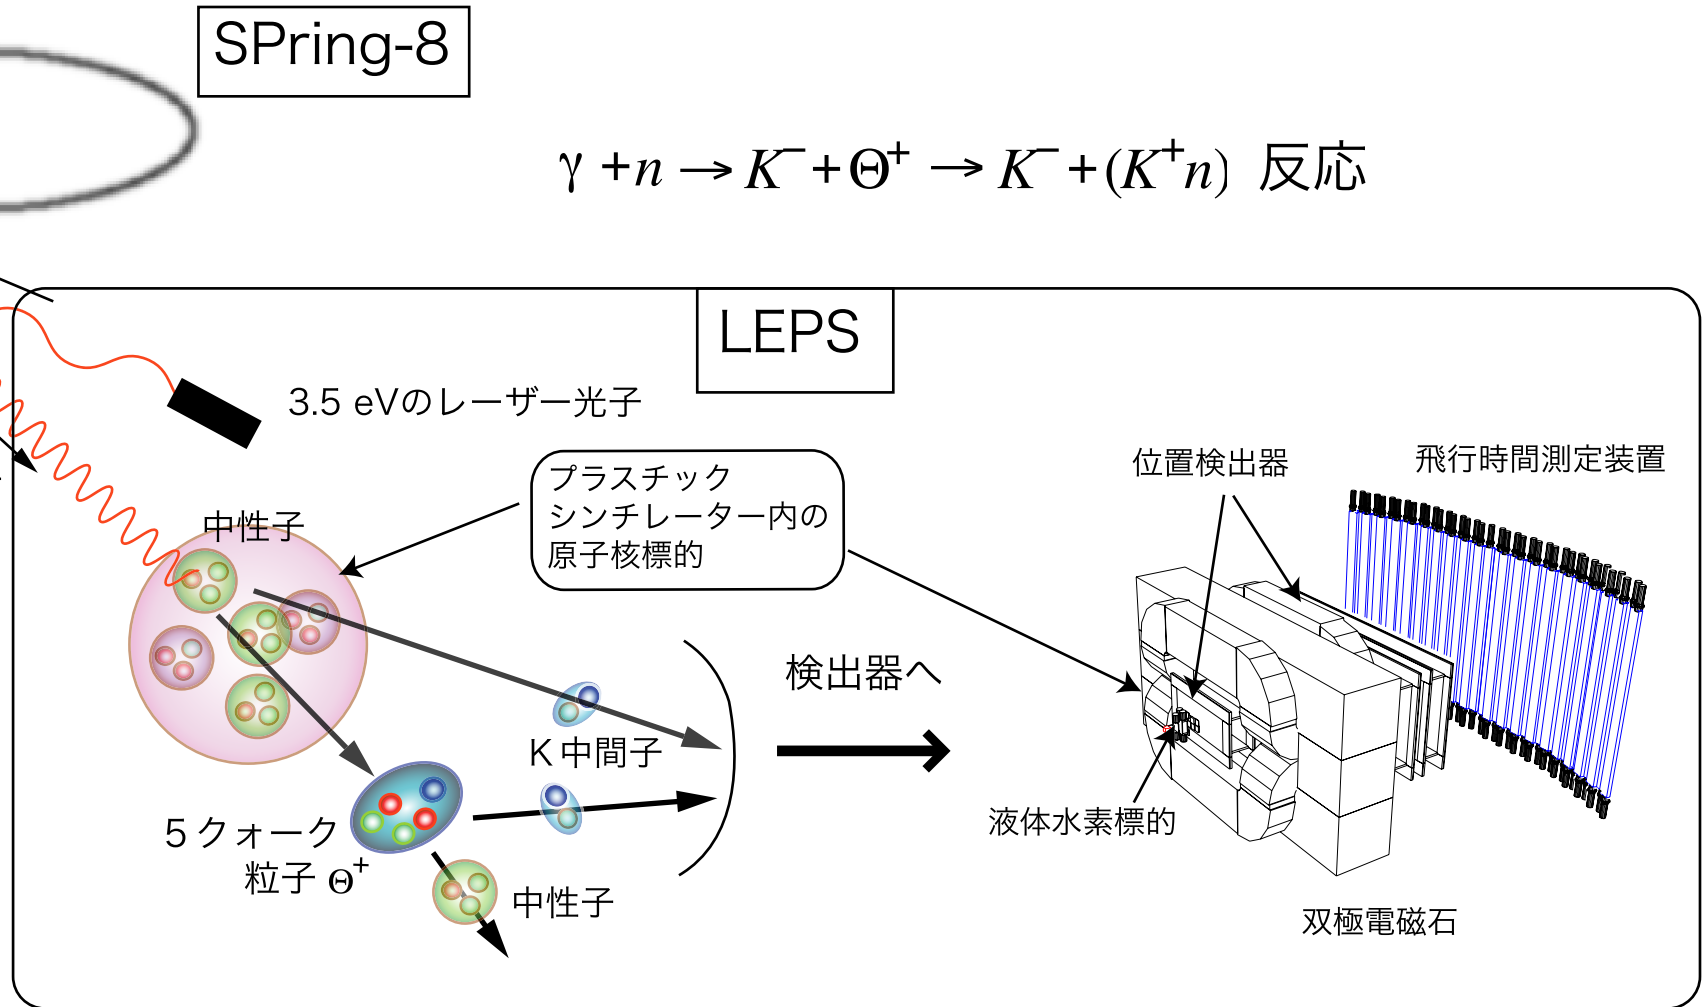 SPring-8
γ + n → K⁻ + Θ⁺ → K⁻ + (K⁺n) 反応
LEPS
3.5 eVのレーザー光子
プラスチック
シンチレーター内の
原子核標的
中性子
位置検出器
飛行時間測定装置
検出器へ
K中間子
液体水素標的
5クォーク
粒子 Θ⁺
中性子
双極電磁石